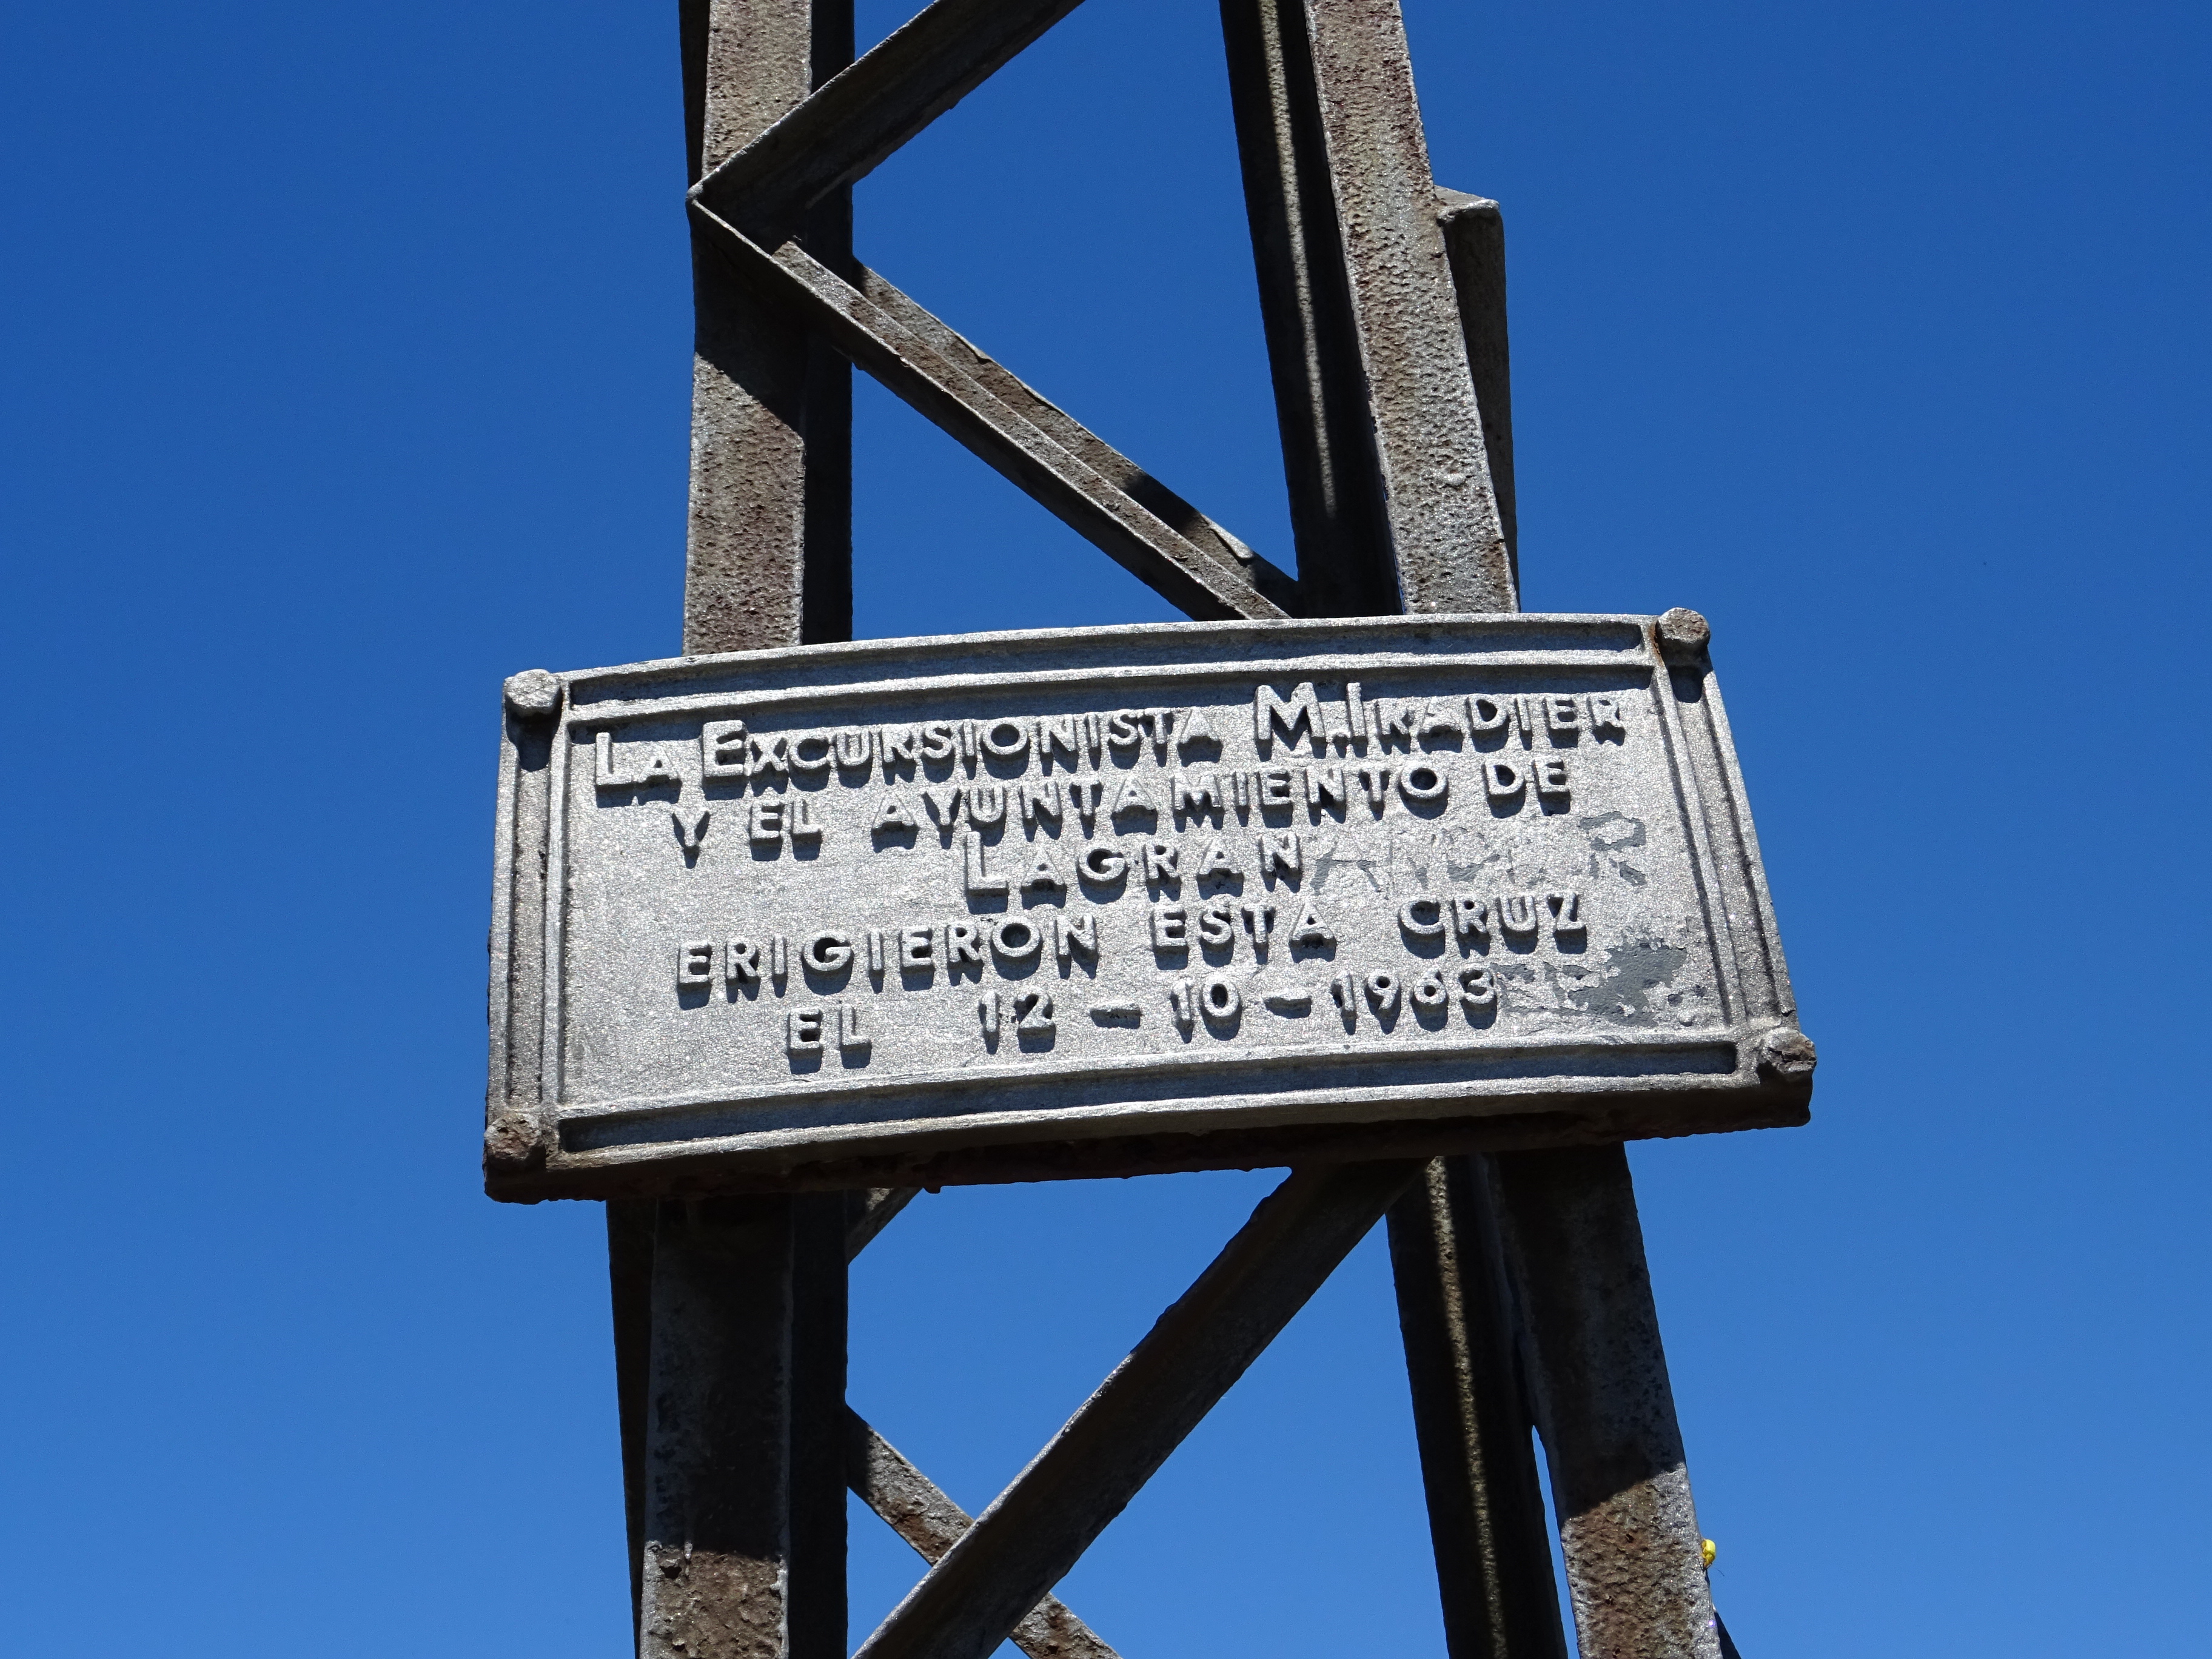 LA EXCURSIONISTA M.IRADIER
Y EL AYUNTAMIENTO DE
LAGRAN
ERIGIERON ESTA CRUZ
EL 12 - 10 - 1963